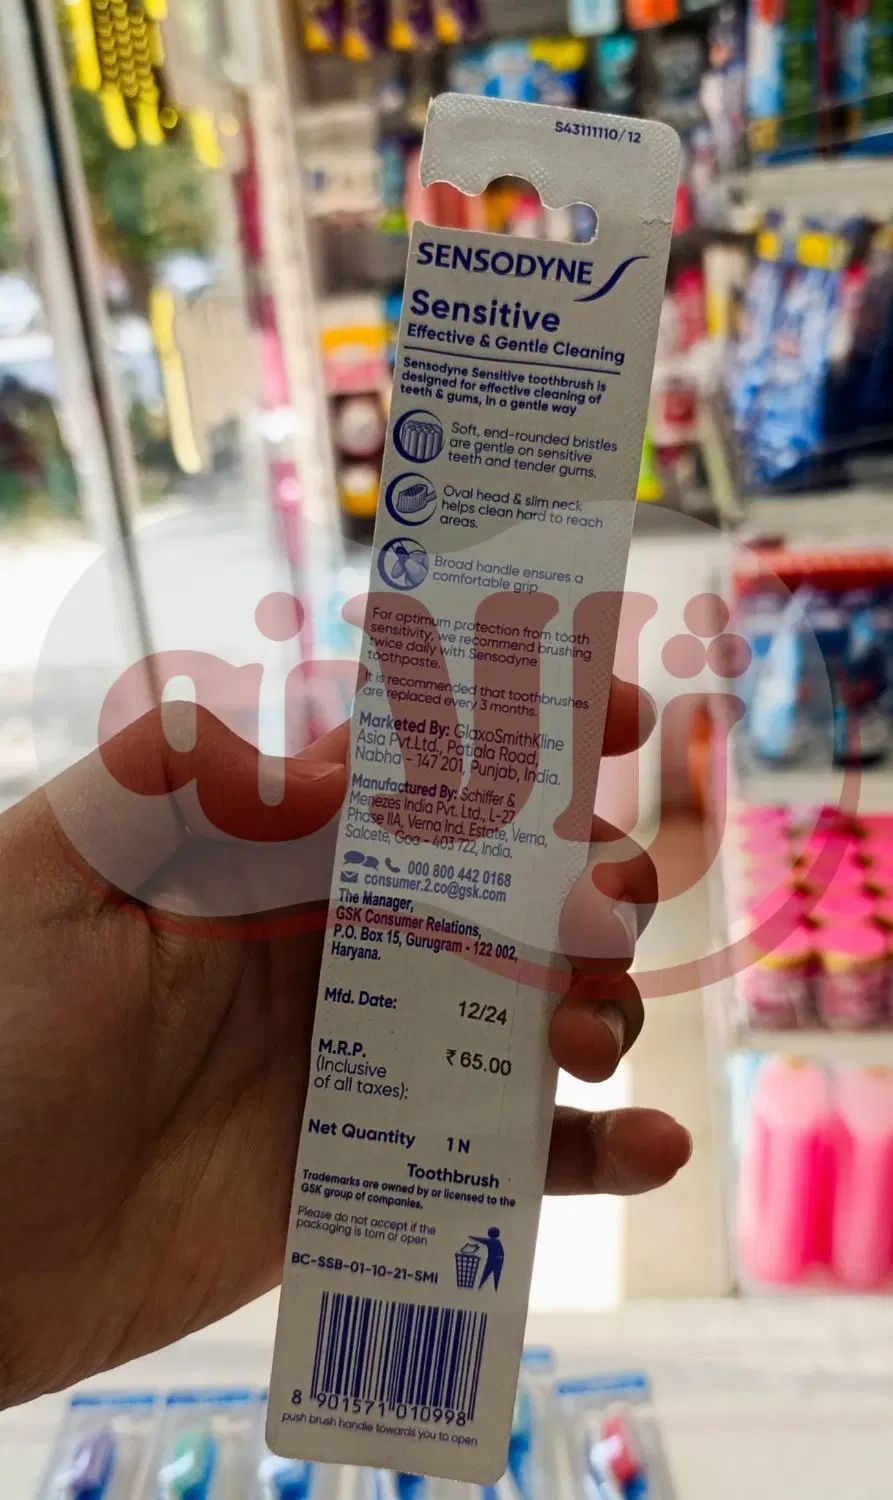 S43111110/12
SENSODYNE
Sensitive
Effective & Gentle Cleaning
Sensodyne Sensitive toothbrush is
designed for effective cleaning of
teeth & gums, in a gentle way
Soft, end-rounded bristles
are gentle on sensitive
teeth and tender gums.
Oval head & slim neck
helps clean hard to reach
areas.
Broad handle ensures a
comfortable grip
For optimum protection from tooth
sensitivity, we recommend brushing
twice daily with Sensodyne
toothpaste.
It is recommended that toothbrushes
are replaced every 3 months.
Marketed By: GlaxoSmithKline
Asia Pvt.Ltd., Patiala Road,
Nabha - 147 201, Punjab, India.
Manufactured By: Schiffer &
Menezes India Pvt. Ltd., L-27,
Phase IIA, Verna Ind. Estate, Verna,
Salcete, Goa - 403 722, India.
000 800 442 0168
consumer.2.co@gsk.com
The Manager,
GSK Consumer Relations,
P.O. Box 15, Gurugram - 122 002,
Haryana.
Mfd. Date: 12/24
M.R.P. ₹ 65.00
(Inclusive
of all taxes):
Net Quantity 1 N
Toothbrush
Trademarks are owned by or licensed to the
GSK group of companies.
Please do not accept if the
packaging is torn or open
BC-SSB-01-10-21-SMI
8 901571 010998
push brush handle towards you to open